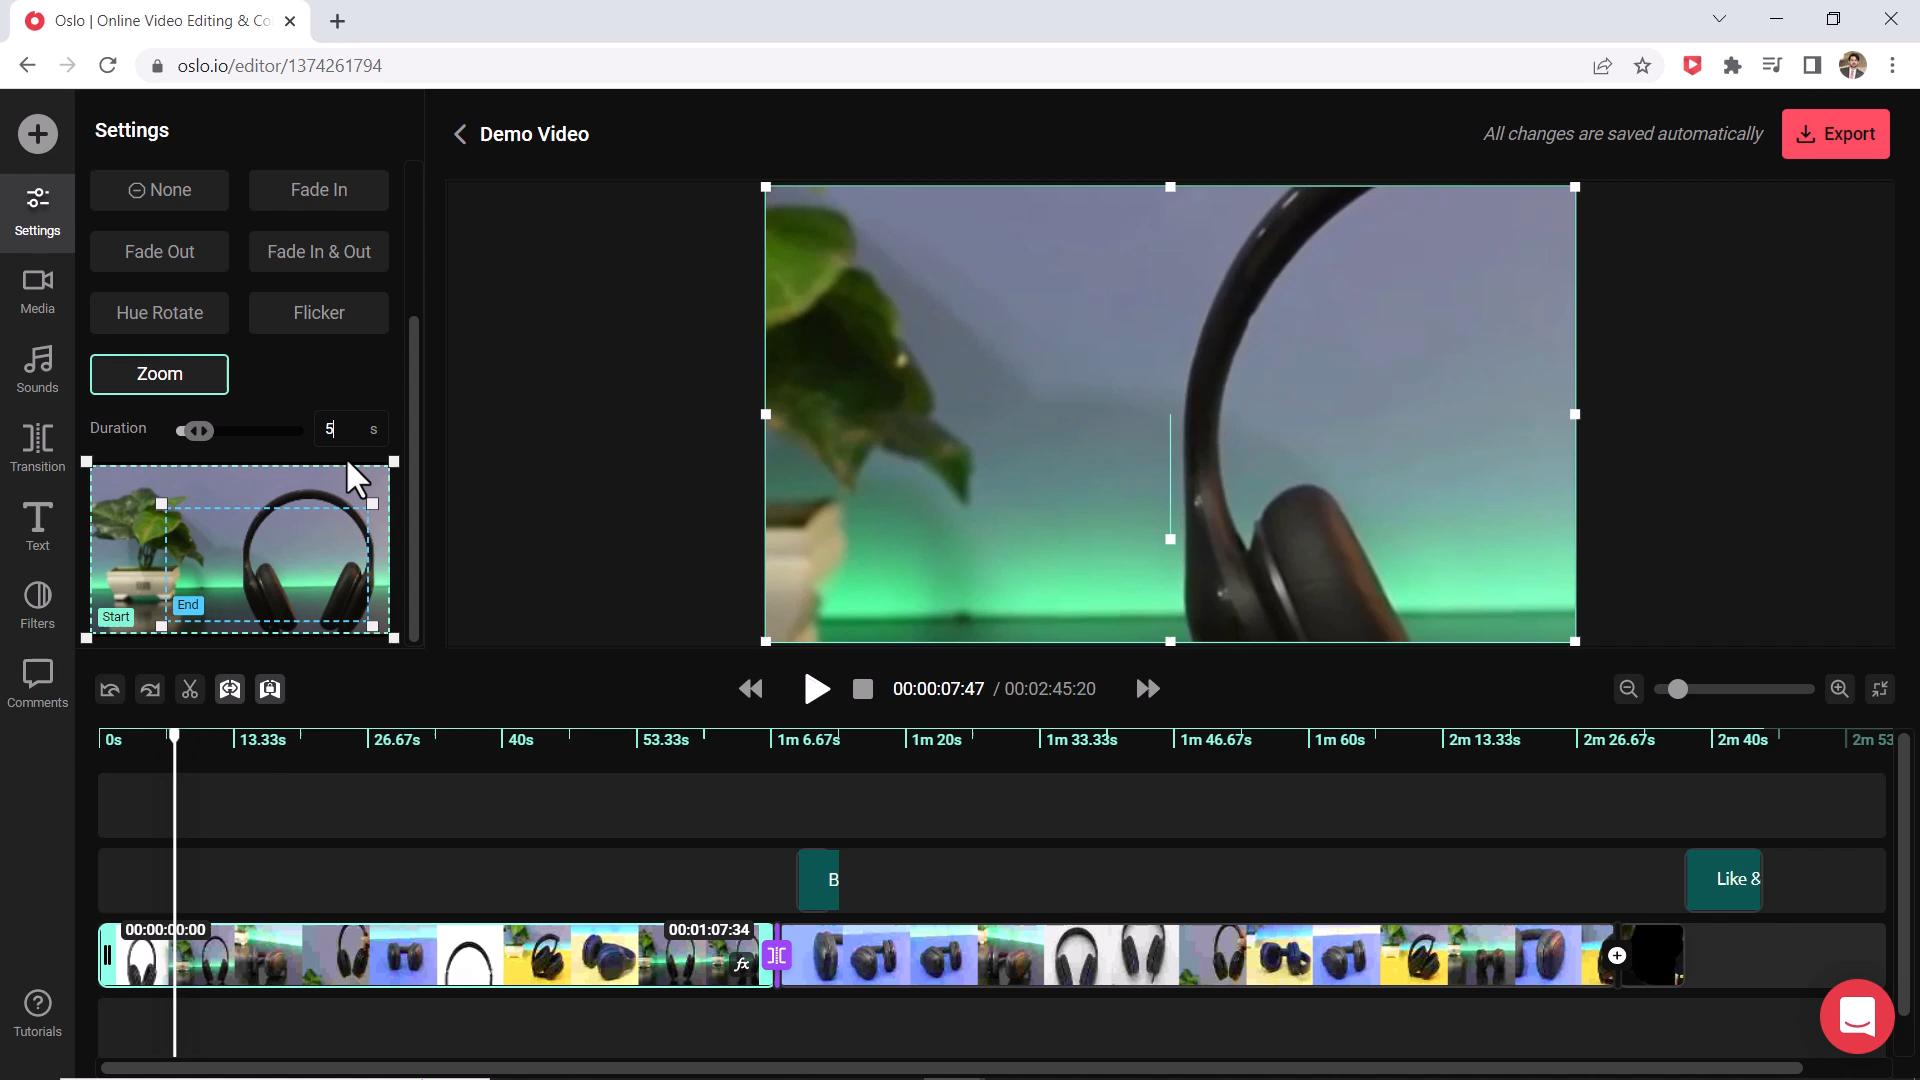 Oslo | Online Video Editing & Co
oslo.io/editor/1374261794
Settings
Demo Video
All changes are saved automatically
Export
None
Fade In
Fade Out
Fade In & Out
Hue Rotate
Flicker
Zoom
Duration
5 s
Start
End
Settings
Media
Sounds
Transition
Text
Filters
Comments
Tutorials
00:00:07:47 / 00:02:45:20
0s 13.33s 26.67s 40s 53.33s 1m 6.67s 1m 20s 1m 33.33s 1m 46.67s 1m 60s 2m 13.33s 2m 26.67s 2m 40s 2m 53
B
Like &
00:00:00:00
00:01:07:34
fx